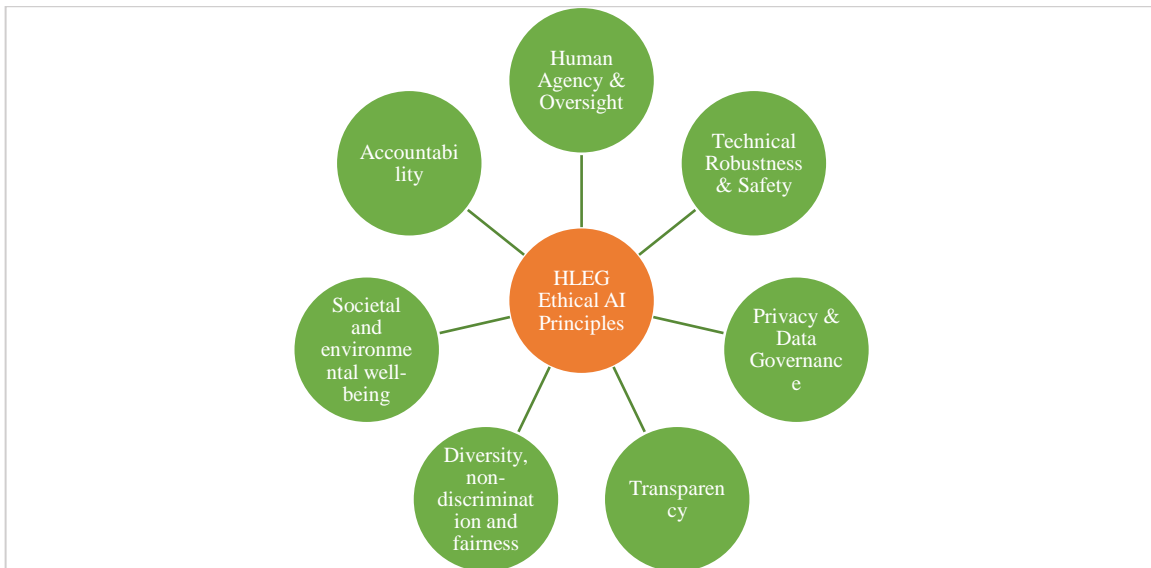 Human
Agency &
Oversight
Technical
Robustness
& Safety
Privacy &
Data
Governanc
e
Transparen
cy
Diversity,
non-
discriminat
ion and
fairness
Societal
and
environme
ntal well-
being
Accountabi
lity
HLEG
Ethical AI
Principles